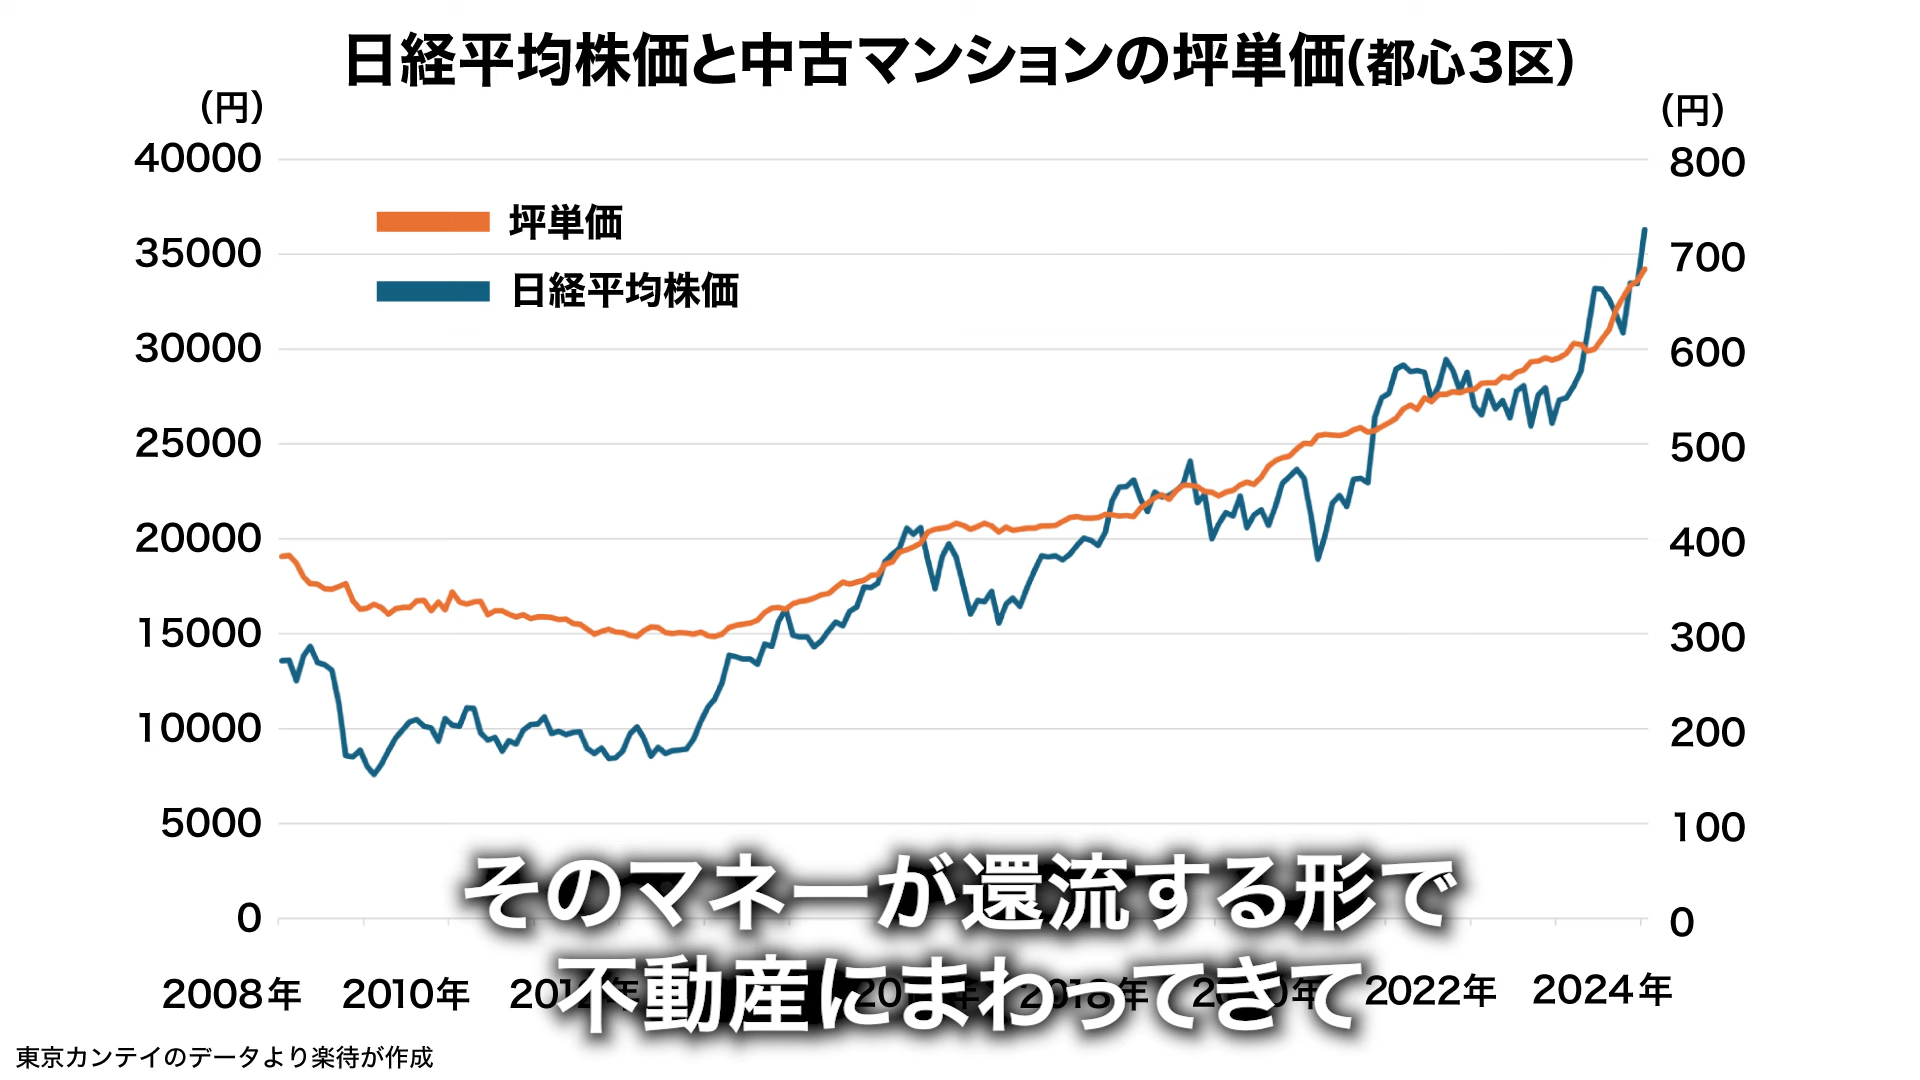 日経平均株価と中古マンションの坪単価(都心3区)
(円)
(円)
40000
35000
30000
25000
20000
15000
10000
5000
0
800
700
600
500
400
300
200
100
0
坪単価
日経平均株価
そのマネーが還流する形で
不動産にまわってきて
2008年
2010年
2022年
2024年
東京カンテイのデータより楽待が作成